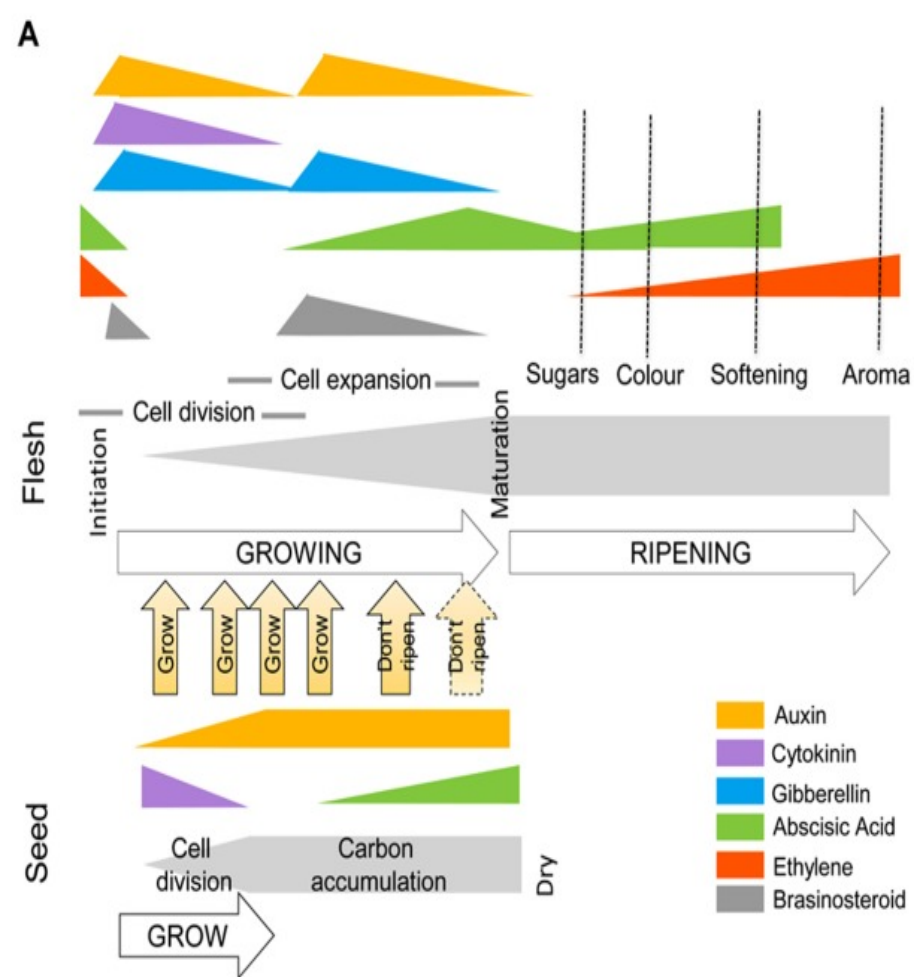 A
Sugars
Colour
Softening
Aroma
Cell expansion
Cell division
Flesh
Initiation
Maturation
GROWING
RIPENING
Grow
Grow
Grow
Grow
Don't
ripen
Don't
ripen
Seed
Cell
division
Carbon
accumulation
Dry
GROW
Auxin
Cytokinin
Gibberellin
Abscisic Acid
Ethylene
Brasinosteroid